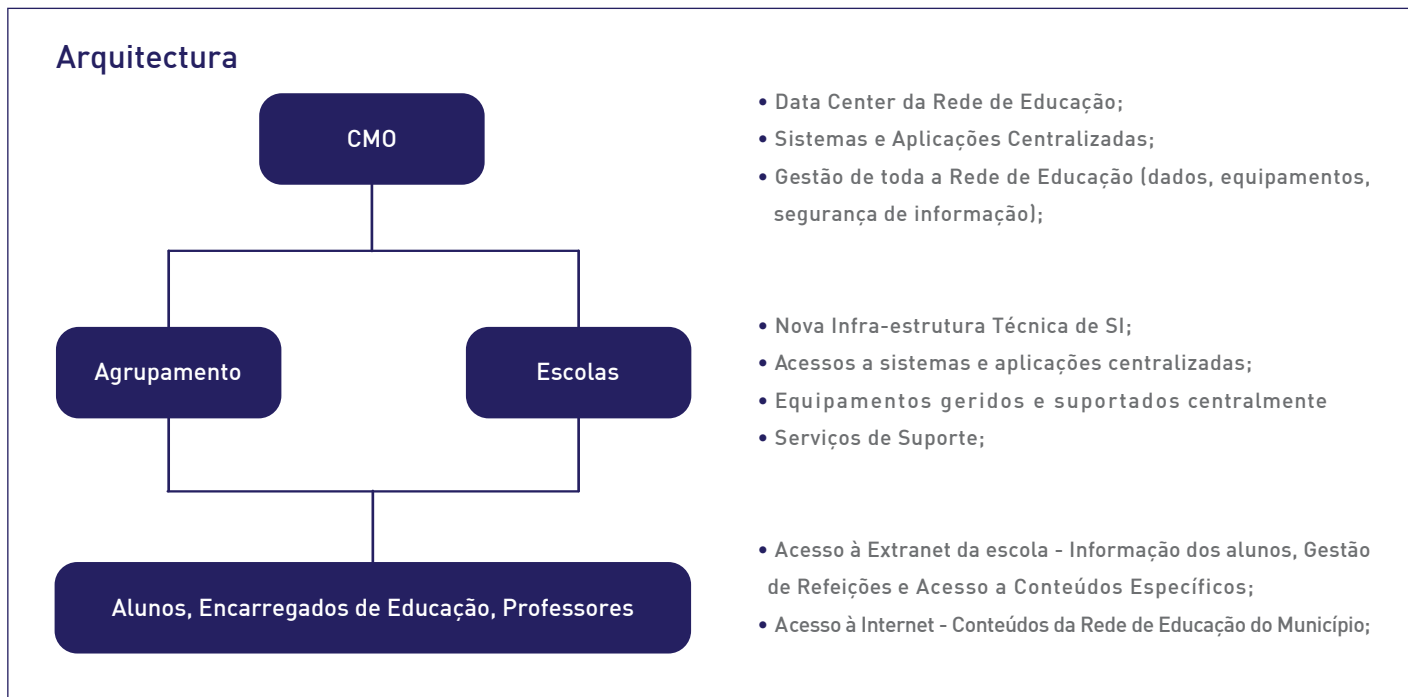 Arquitectura
CMO
• Data Center da Rede de Educação;
• Sistemas e Aplicações Centralizadas;
• Gestão de toda a Rede de Educação (dados, equipamentos,
segurança de informação);
Agrupamento
Escolas
• Nova Infra-estrutura Técnica de SI;
• Acessos a sistemas e aplicações centralizadas;
• Equipamentos geridos e suportados centralmente
• Serviços de Suporte;
Alunos, Encarregados de Educação, Professores
• Acesso à Extranet da escola - Informação dos alunos, Gestão
de Refeições e Acesso a Conteúdos Específicos;
• Acesso à Internet - Conteúdos da Rede de Educação do Município;